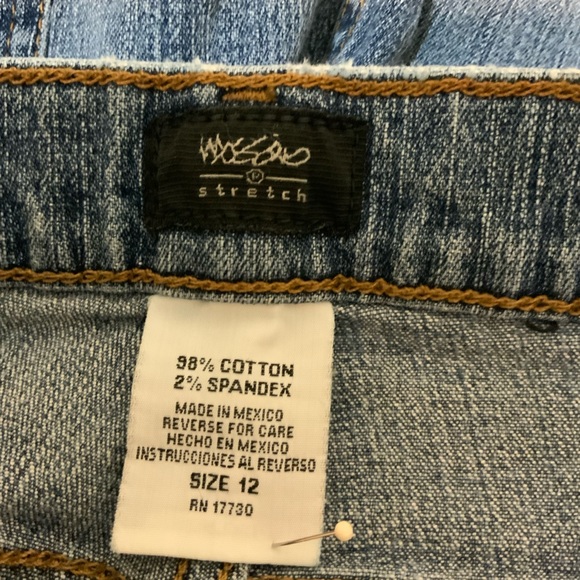 MOSSIMO
stretch
98% COTTON
2% SPANDEX
MADE IN MEXICO
REVERSE FOR CARE
HECHO EN MEXICO
INSTRUCCIONES AL REVERSO
SIZE 12
RN 17730